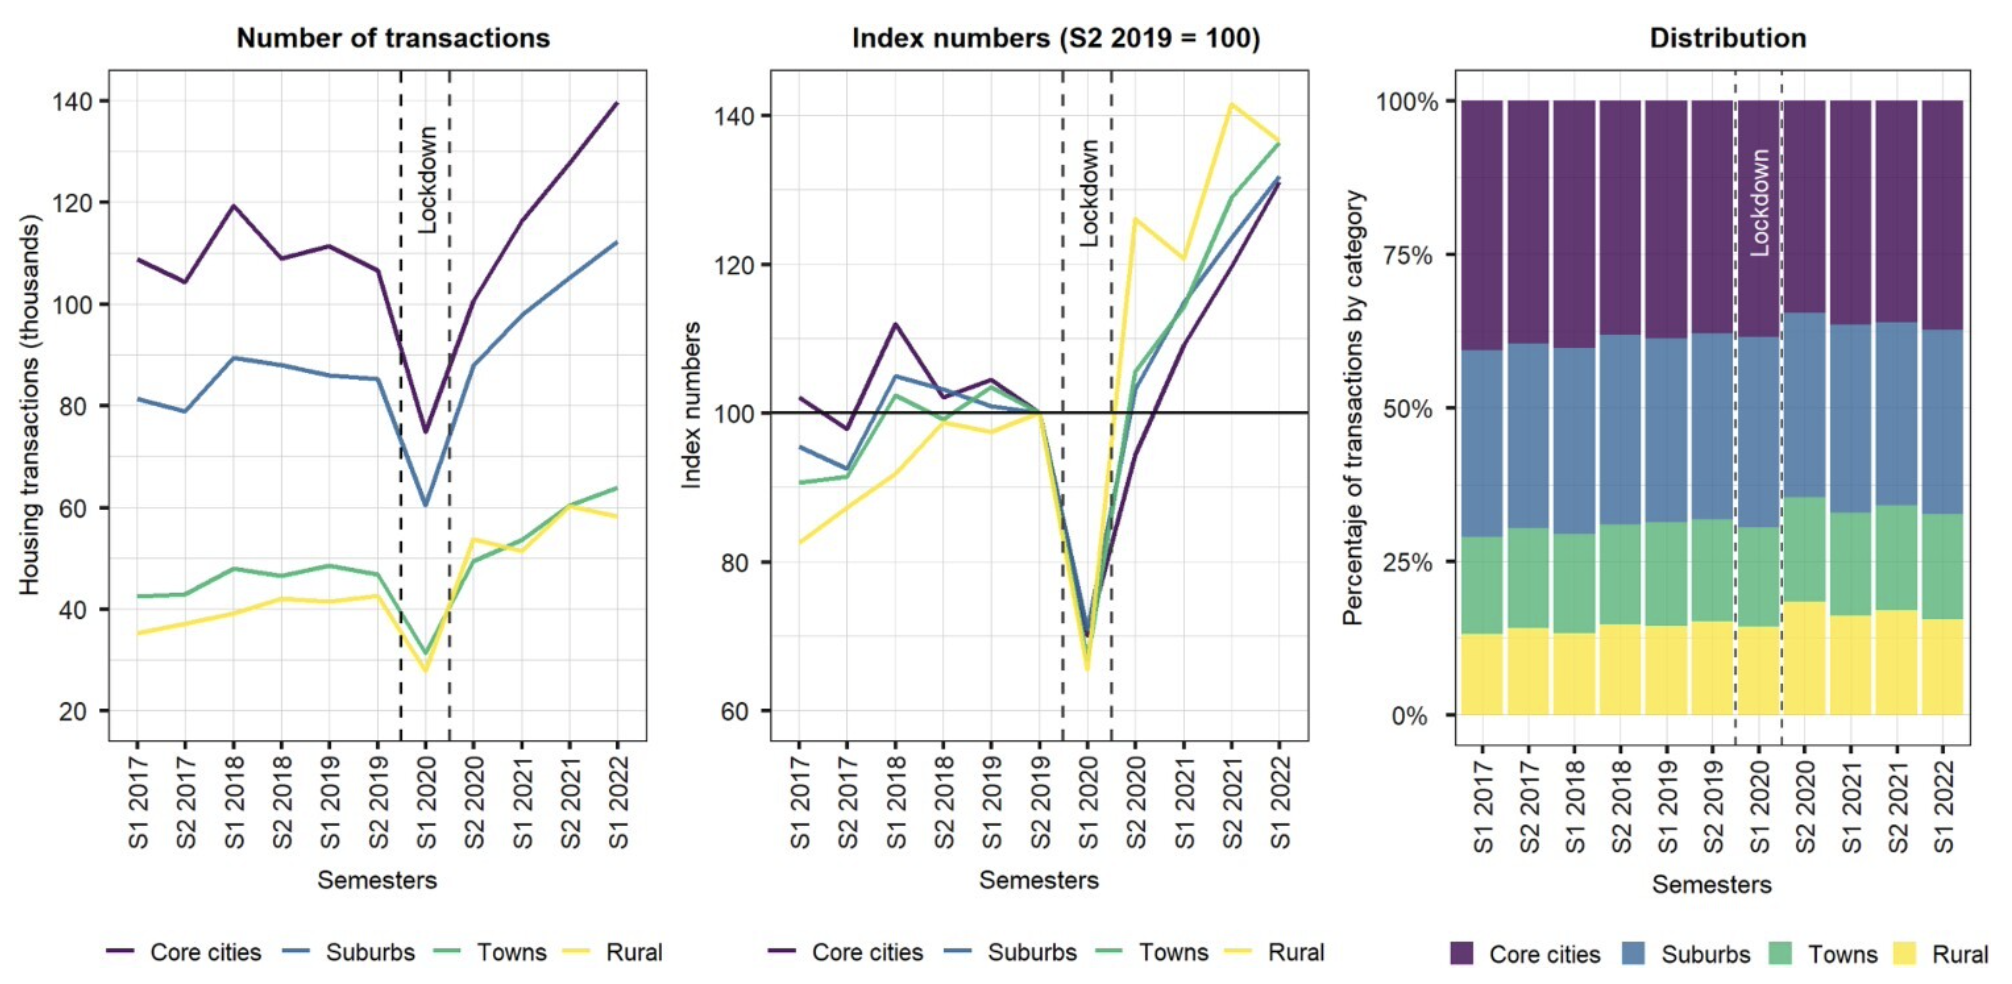 Number of transactions
Housing transactions (thousands)
140
120
100
80
60
40
20
Lockdown
S1 2017
S2 2017
S1 2018
S2 2018
S1 2019
S2 2019
S1 2020
S2 2020
S1 2021
S2 2021
S1 2022
Semesters
Core cities Suburbs Towns Rural
Index numbers (S2 2019 = 100)
Index numbers
140
120
100
80
60
Lockdown
S1 2017
S2 2017
S1 2018
S2 2018
S1 2019
S2 2019
S1 2020
S2 2020
S1 2021
S2 2021
S1 2022
Semesters
Core cities Suburbs Towns Rural
Distribution
Percentaje of transactions by category
100%
75%
50%
25%
0%
Lockdown
S1 2017
S2 2017
S1 2018
S2 2018
S1 2019
S2 2019
S1 2020
S2 2020
S1 2021
S2 2021
S1 2022
Semesters
Core cities Suburbs Towns Rural